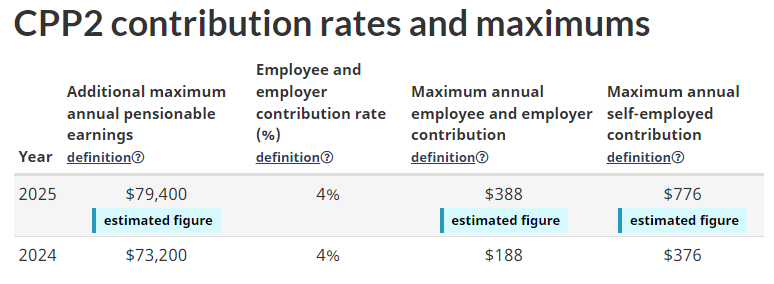 CPP2 contribution rates and maximums
Year
Additional maximum
annual pensionable
earnings
definition?
Employee and
employer
contribution rate
(%)
definition?
Maximum annual
employee and employer
contribution
definition?
Maximum annual
self-employed
contribution
definition?
2025 $79,400 4% $388 $776
estimated figure estimated figure estimated figure
2024 $73,200 4% $188 $376